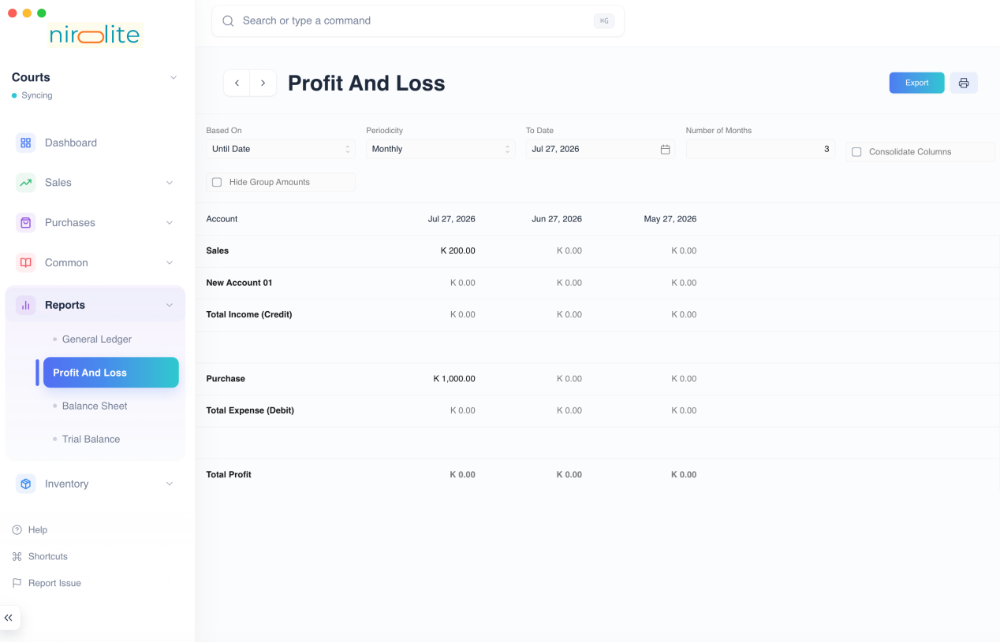 nirolite
Search or type a command
⌘G
Courts
Syncing
Dashboard
Sales
Purchases
Common
Reports
General Ledger
Profit And Loss
Balance Sheet
Trial Balance
Inventory
Help
Shortcuts
Report Issue
Profit And Loss
Export
Based On
Until Date
Periodicity
Monthly
To Date
Jul 27, 2026
Number of Months
3
Consolidate Columns
Hide Group Amounts
Account Jul 27, 2026 Jun 27, 2026 May 27, 2026
Sales K 200.00 K 0.00 K 0.00
New Account 01 K 0.00 K 0.00 K 0.00
Total Income (Credit) K 0.00 K 0.00 K 0.00
Purchase K 1,000.00 K 0.00 K 0.00
Total Expense (Debit) K 0.00 K 0.00 K 0.00
Total Profit K 0.00 K 0.00 K 0.00